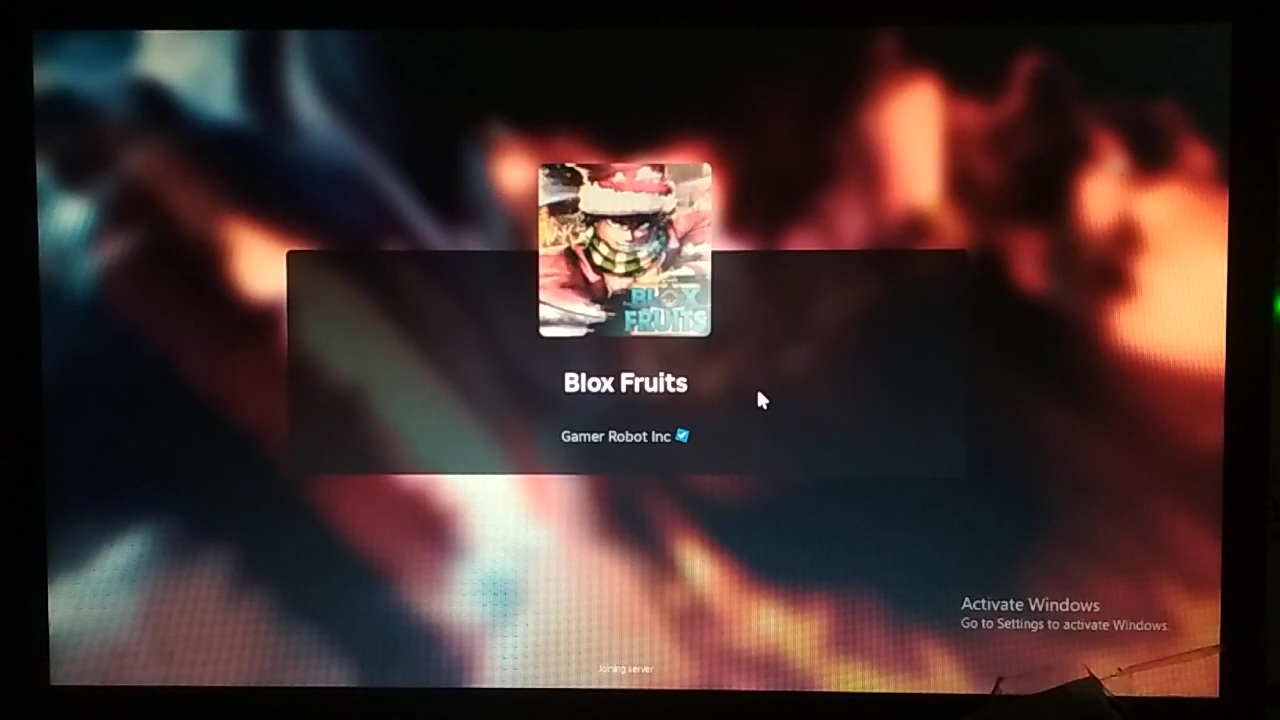 BLOX
FRUITS
Blox Fruits
Gamer Robot Inc
Activate Windows
Go to Settings to activate Windows.
Joining server